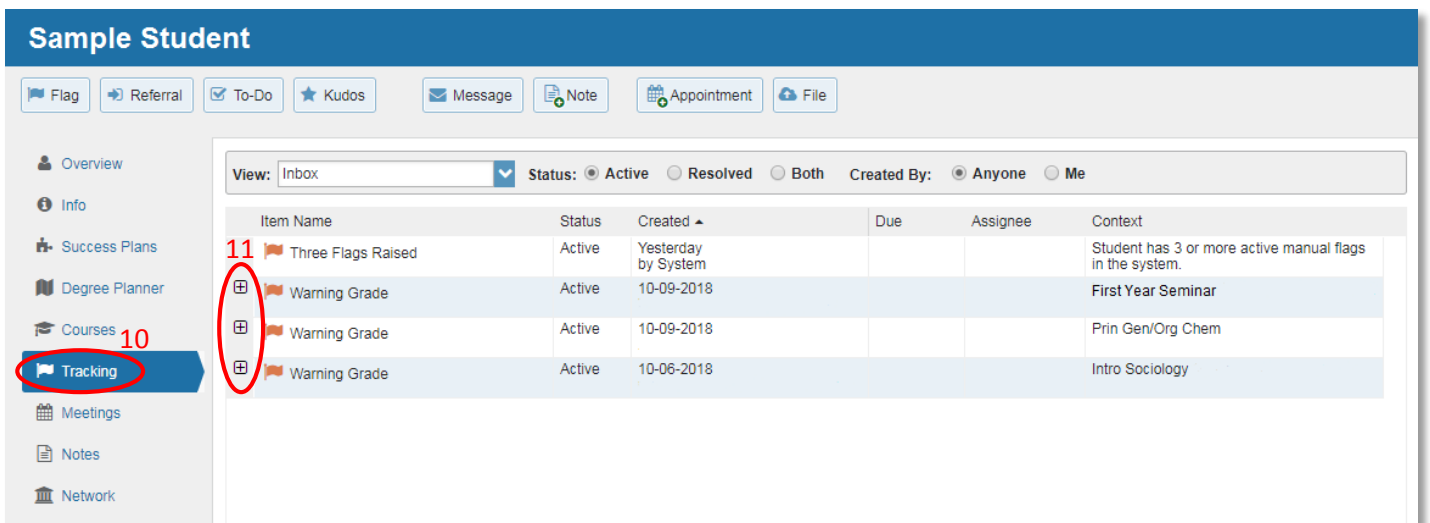 Sample Student
Flag Referral To-Do Kudos Message Note Appointment File
Overview
Info
Success Plans
Degree Planner
Courses 10
Tracking
Meetings
Notes
Network
View: Inbox Status: Active Resolved Both Created By: Anyone Me
Item Name Status Created Due Assignee Context
11 Three Flags Raised Active Yesterday Student has 3 or more active manual flags
by System in the system.
Warning Grade Active 10-09-2018 First Year Seminar
Warning Grade Active 10-09-2018 Prin Gen/Org Chem
Warning Grade Active 10-06-2018 Intro Sociology